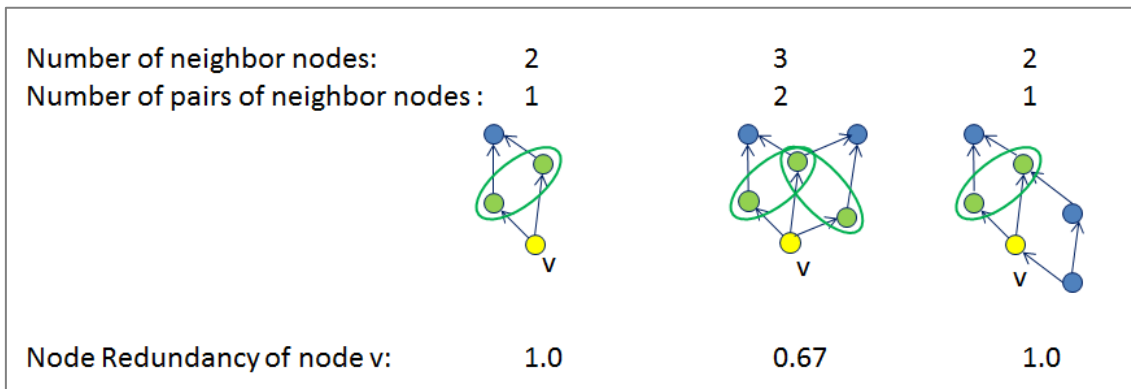 Number of neighbor nodes: 2 3 2
Number of pairs of neighbor nodes : 1 2 1
v v v
Node Redundancy of node v: 1.0 0.67 1.0